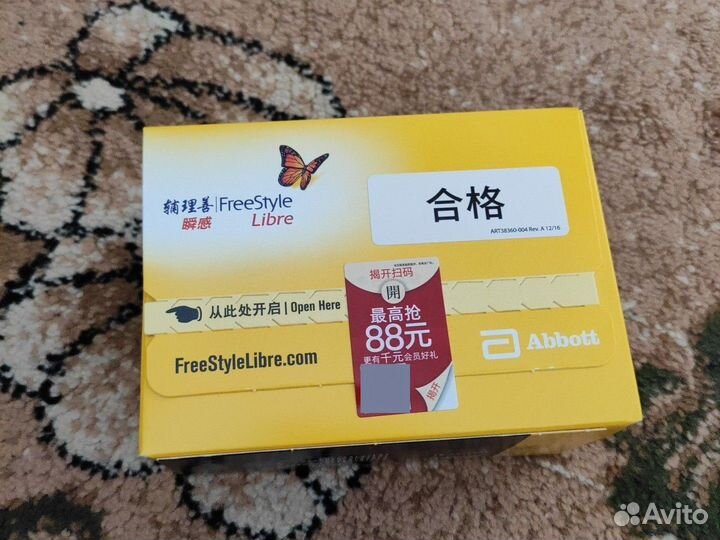 辅理善 FreeStyle
瞬感 Libre
合格
ART38360-004 Rev. A 12/16
揭开扫码
開
最高抢
88元
更有千元会员好礼
揭开
从此处开启 | Open Here
FreeStyleLibre.com
Abbott
Avito